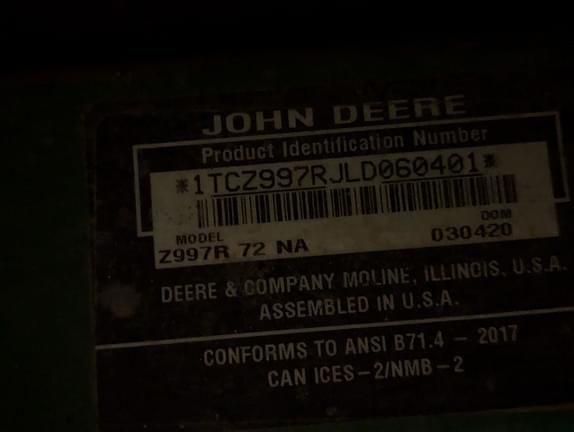 JOHN DEERE
Product Identification Number
*1TCZ997RJLD060401*
MODEL DOM
Z997R 72 NA 030420
DEERE & COMPANY MOLINE, ILLINOIS, U.S.A.
ASSEMBLED IN U.S.A.
CONFORMS TO ANSI B71.4 - 2017
CAN ICES-2/NMB-2